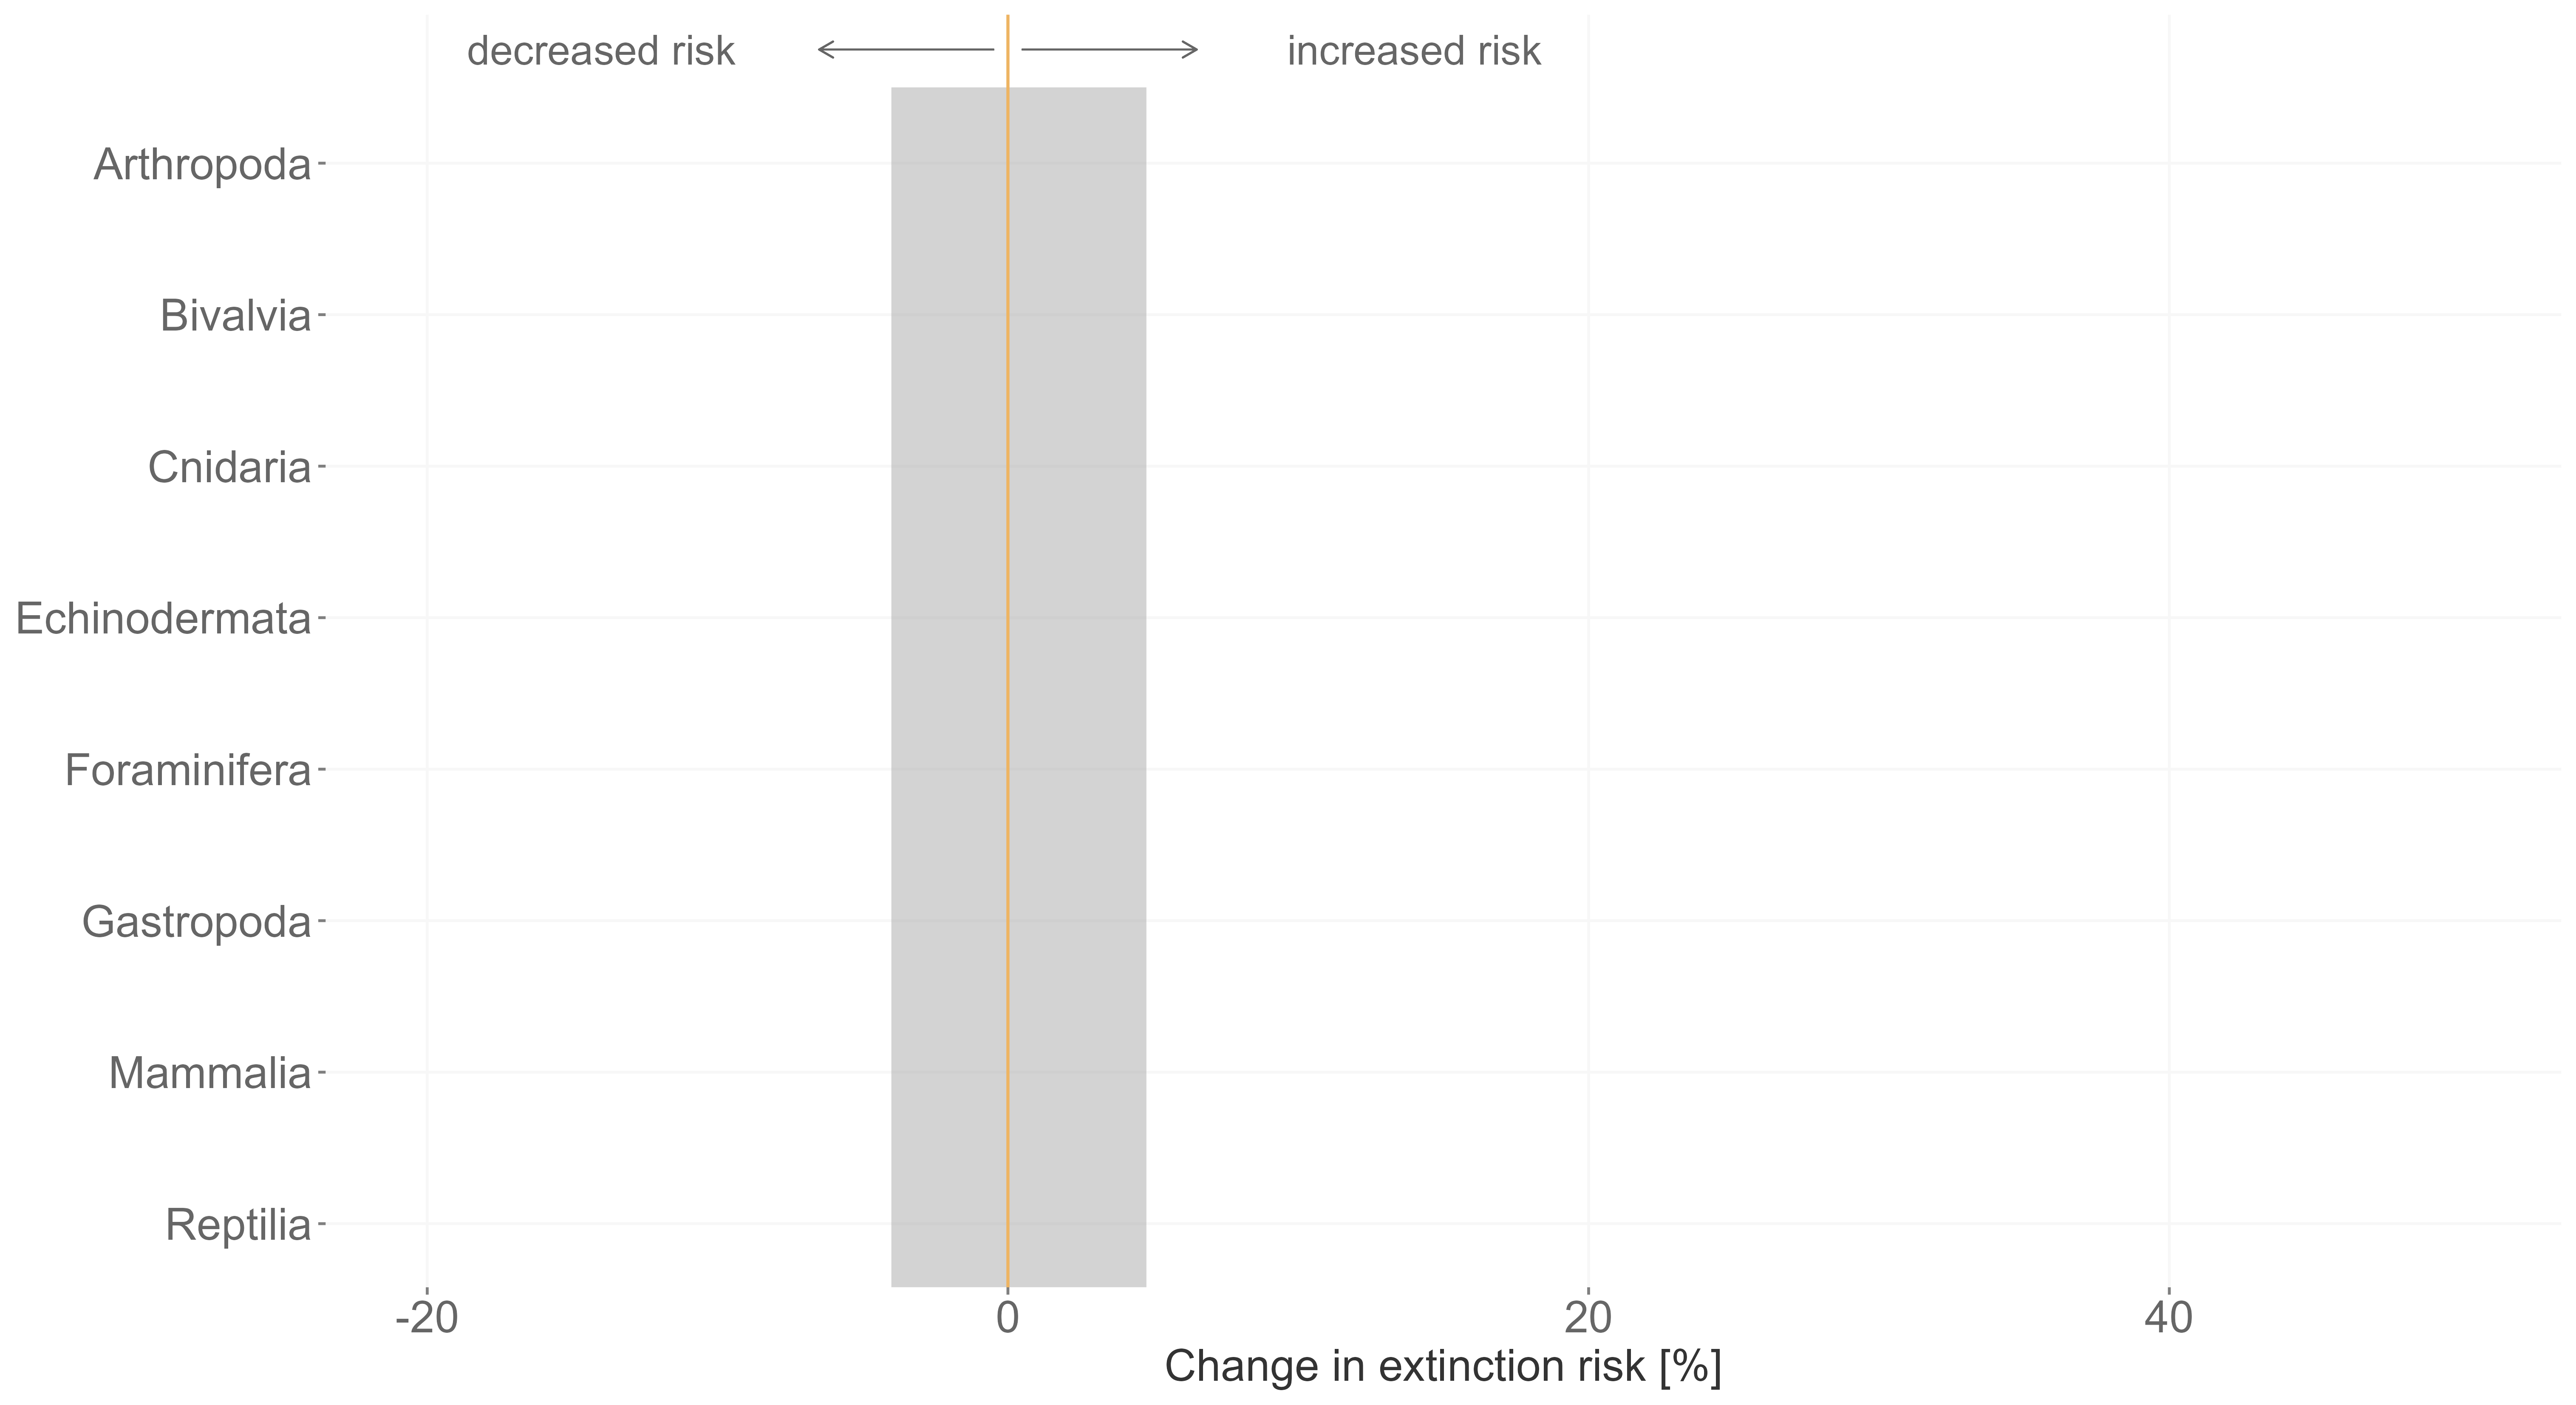 decreased risk
increased risk
Arthropoda
Bivalvia
Cnidaria
Echinodermata
Foraminifera
Gastropoda
Mammalia
Reptilia
-20
0
20
40
Change in extinction risk [%]